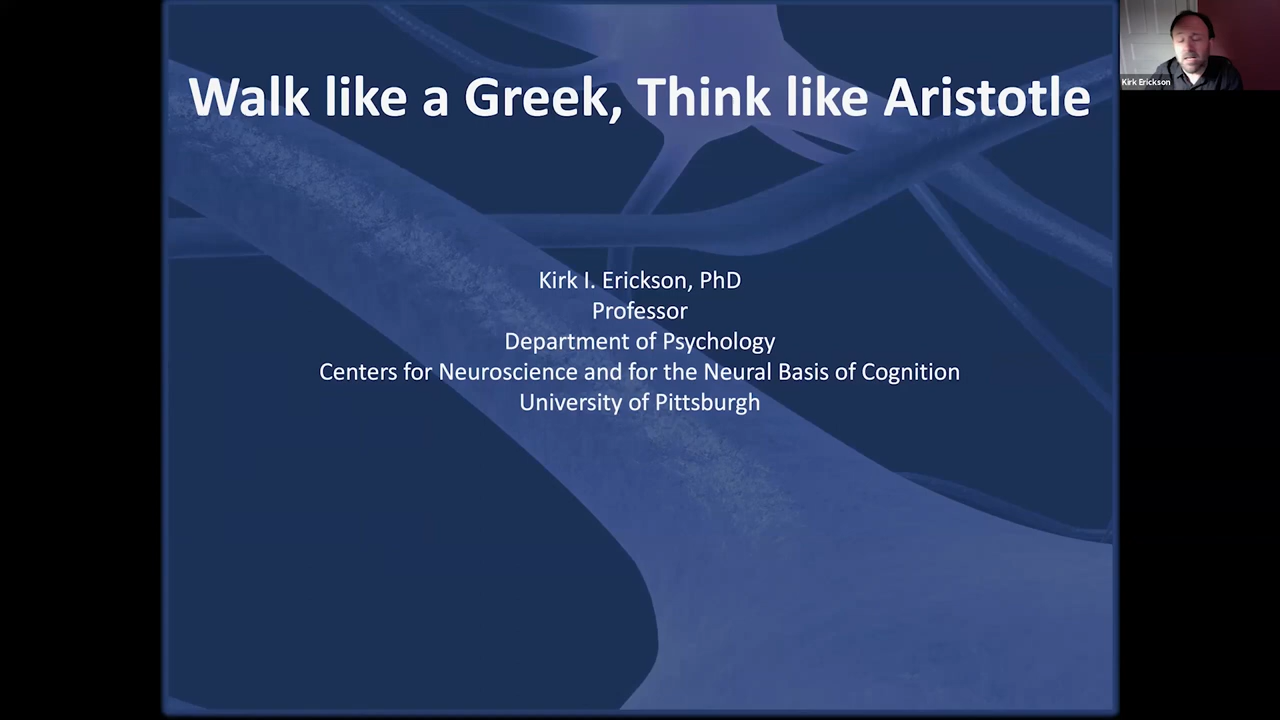 Walk like a Greek, Think like Aristotle
Kirk I. Erickson, PhD
Professor
Department of Psychology
Centers for Neuroscience and for the Neural Basis of Cognition
University of Pittsburgh
Kirk Erickson